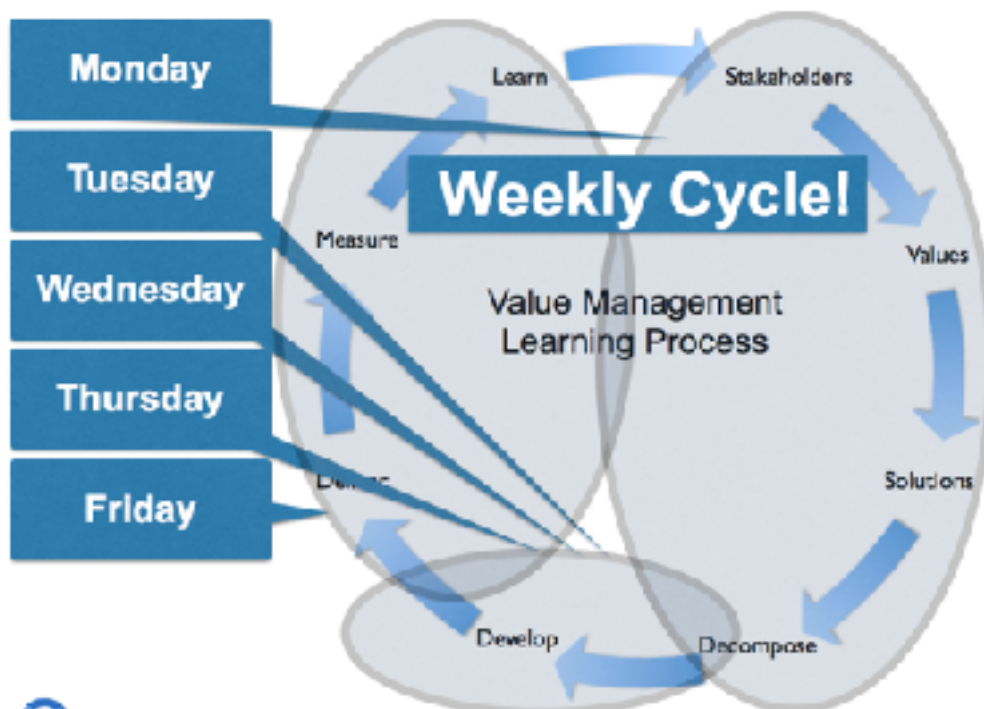 Monday
Tuesday
Wednesday
Thursday
Friday
Learn
Stakeholders
Weekly Cycle!
Measure
Values
Value Management
Learning Process
Solutions
Develop
Decompose